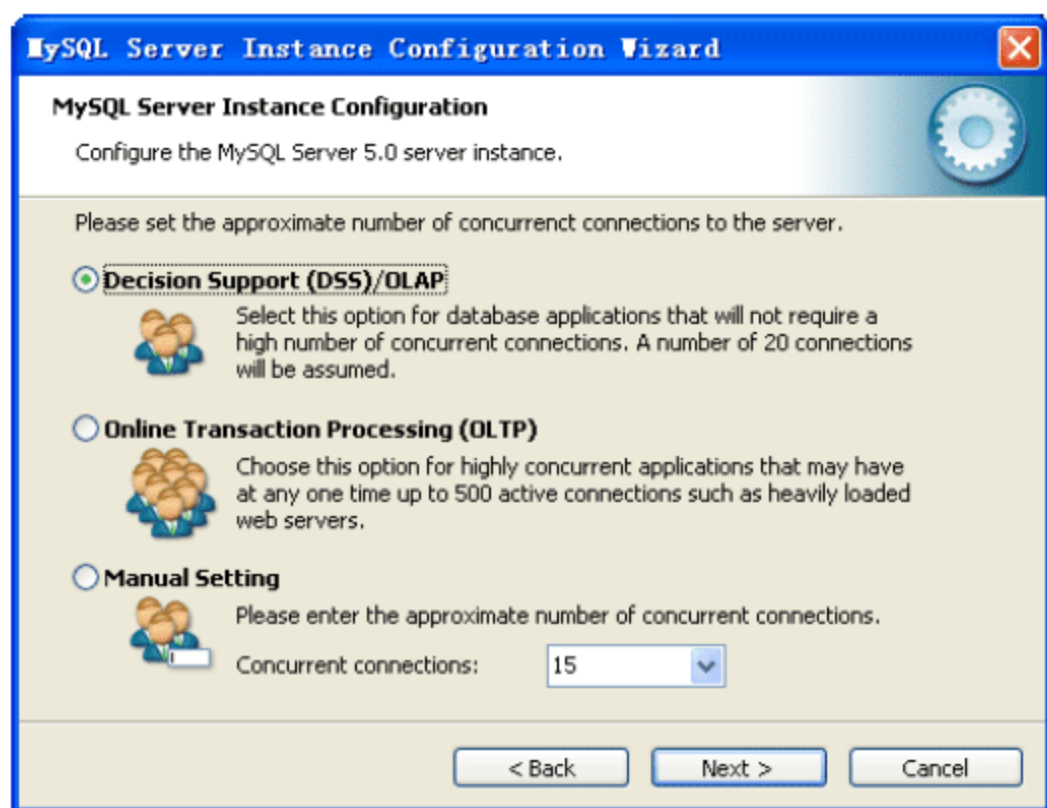 MySQL Server Instance Configuration Wizard
MySQL Server Instance Configuration
Configure the MySQL Server 5.0 server instance.
Please set the approximate number of concurrenct connections to the server.
Decision Support (DSS)/OLAP
Select this option for database applications that will not require a
high number of concurrent connections. A number of 20 connections
will be assumed.
Online Transaction Processing (OLTP)
Choose this option for highly concurrent applications that may have
at any one time up to 500 active connections such as heavily loaded
web servers.
Manual Setting
Please enter the approximate number of concurrent connections.
Concurrent connections: 15
< Back Next > Cancel